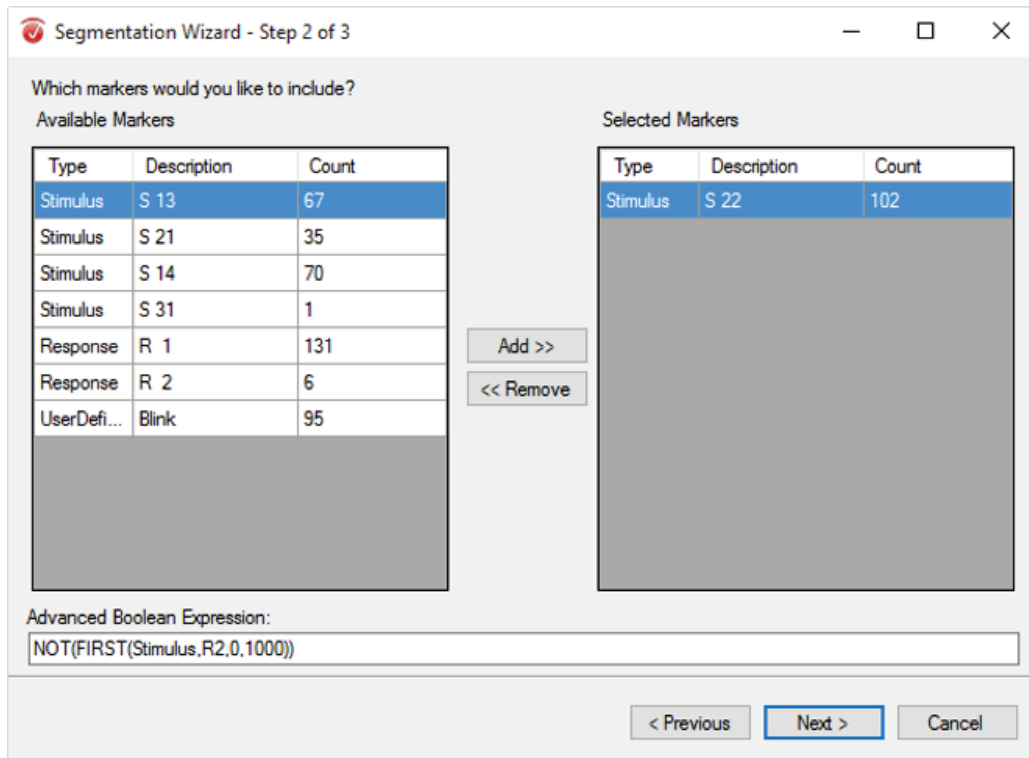 Segmentation Wizard - Step 2 of 3
Which markers would you like to include?
Available Markers
Type Description Count
Stimulus S 13 67
Stimulus S 21 35
Stimulus S 14 70
Stimulus S 31 1
Response R 1 131
Response R 2 6
UserDefi... Blink 95
Add >>
<< Remove
Selected Markers
Type Description Count
Stimulus S 22 102
Advanced Boolean Expression:
NOT(FIRST(Stimulus,R2,0,1000))
< Previous Next > Cancel